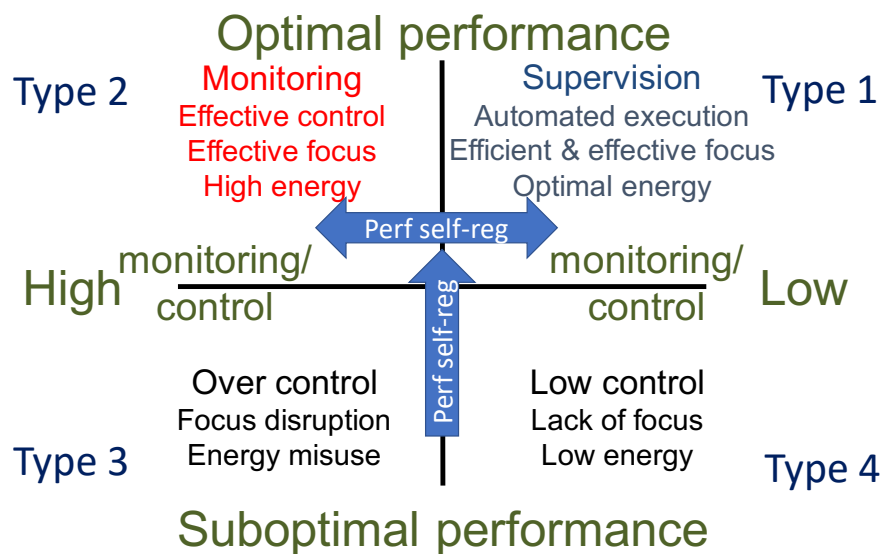 Optimal performance
Type 2
Monitoring
Effective control
Effective focus
High energy
Supervision
Automated execution
Efficient & effective focus
Optimal energy
Type 1
Perf self-reg
High
monitoring/
control
Perf self-reg
monitoring/
control
Low
Type 3
Over control
Focus disruption
Energy misuse
Low control
Lack of focus
Low energy
Type 4
Suboptimal performance